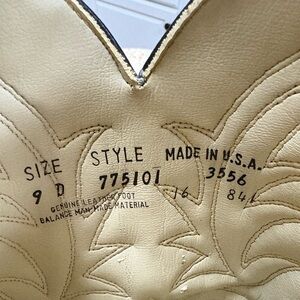 SIZE STYLE MADE IN U.S.A.
9 D 775101 3556
GENUINE LEATHER FOOT 16 841
BALANCE MAN-MADE MATERIAL